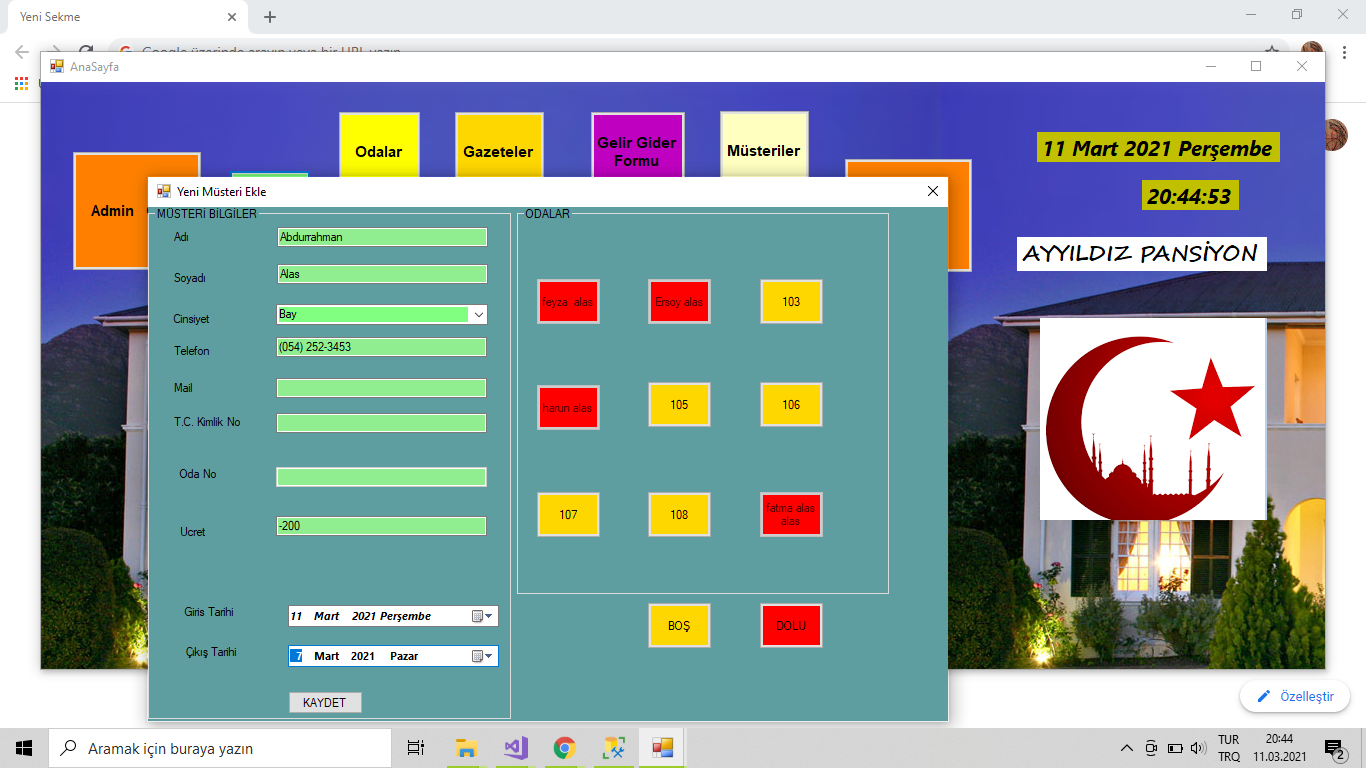 Yeni Sekme
Google üzerinde arayın veya bir URL yazın
AnaSayfa
Odalar
Gazeteler
Gelir Gider
Formu
Müsteriler
Admin
11 Mart 2021 Perşembe
20:44:53
AYYILDIZ PANSİYON
Yeni Müsteri Ekle
MÜSTERİ BİLGİLER
Adı
Abdurrahman
Soyadı
Alas
Cinsiyet
Bay
Telefon
(054) 252-3453
Mail
T.C. Kimlik No
Oda No
Ucret
-200
Giris Tarihi
11 Mart 2021 Perşembe
Çıkış Tarihi
7 Mart 2021 Pazar
KAYDET
ODALAR
feyza alas
Ersoy alas
103
harun alas
105
106
107
108
fatma alas
alas
BOŞ
DOLU
Özelleştir
Aramak için buraya yazın
TUR
TRQ
20:44
11.03.2021
2